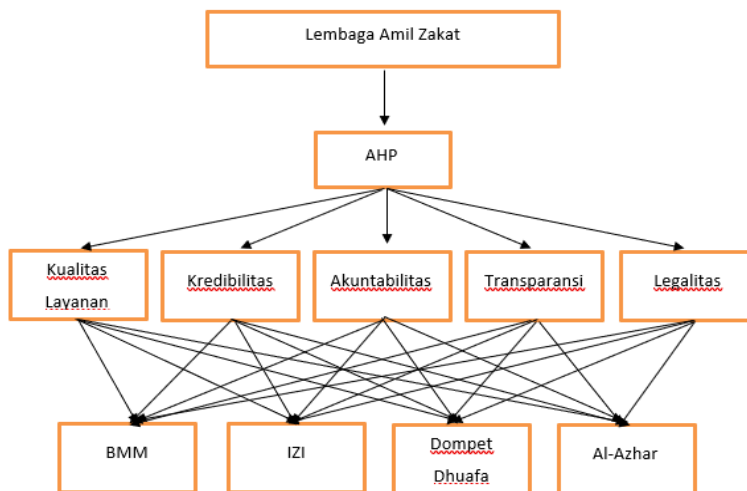 Lembaga Amil Zakat
AHP
Kualitas
Layanan
Kredibilitas
Akuntabilitas
Transparansi
Legalitas
BMM
IZI
Dompet
Dhuafa
Al-Azhar